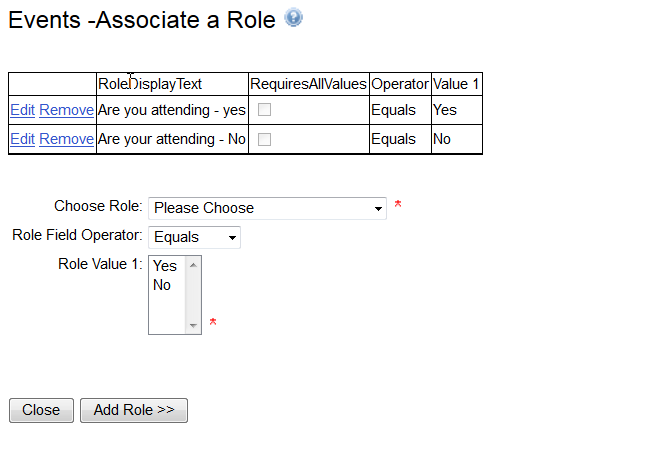 Events -Associate a Role
RoleDisplayText RequiresAllValues Operator Value 1
Edit Remove Are you attending - yes Equals Yes
Edit Remove Are your attending - No Equals No
Choose Role: Please Choose *
Role Field Operator: Equals
Role Value 1: Yes
No
*
Close Add Role >>